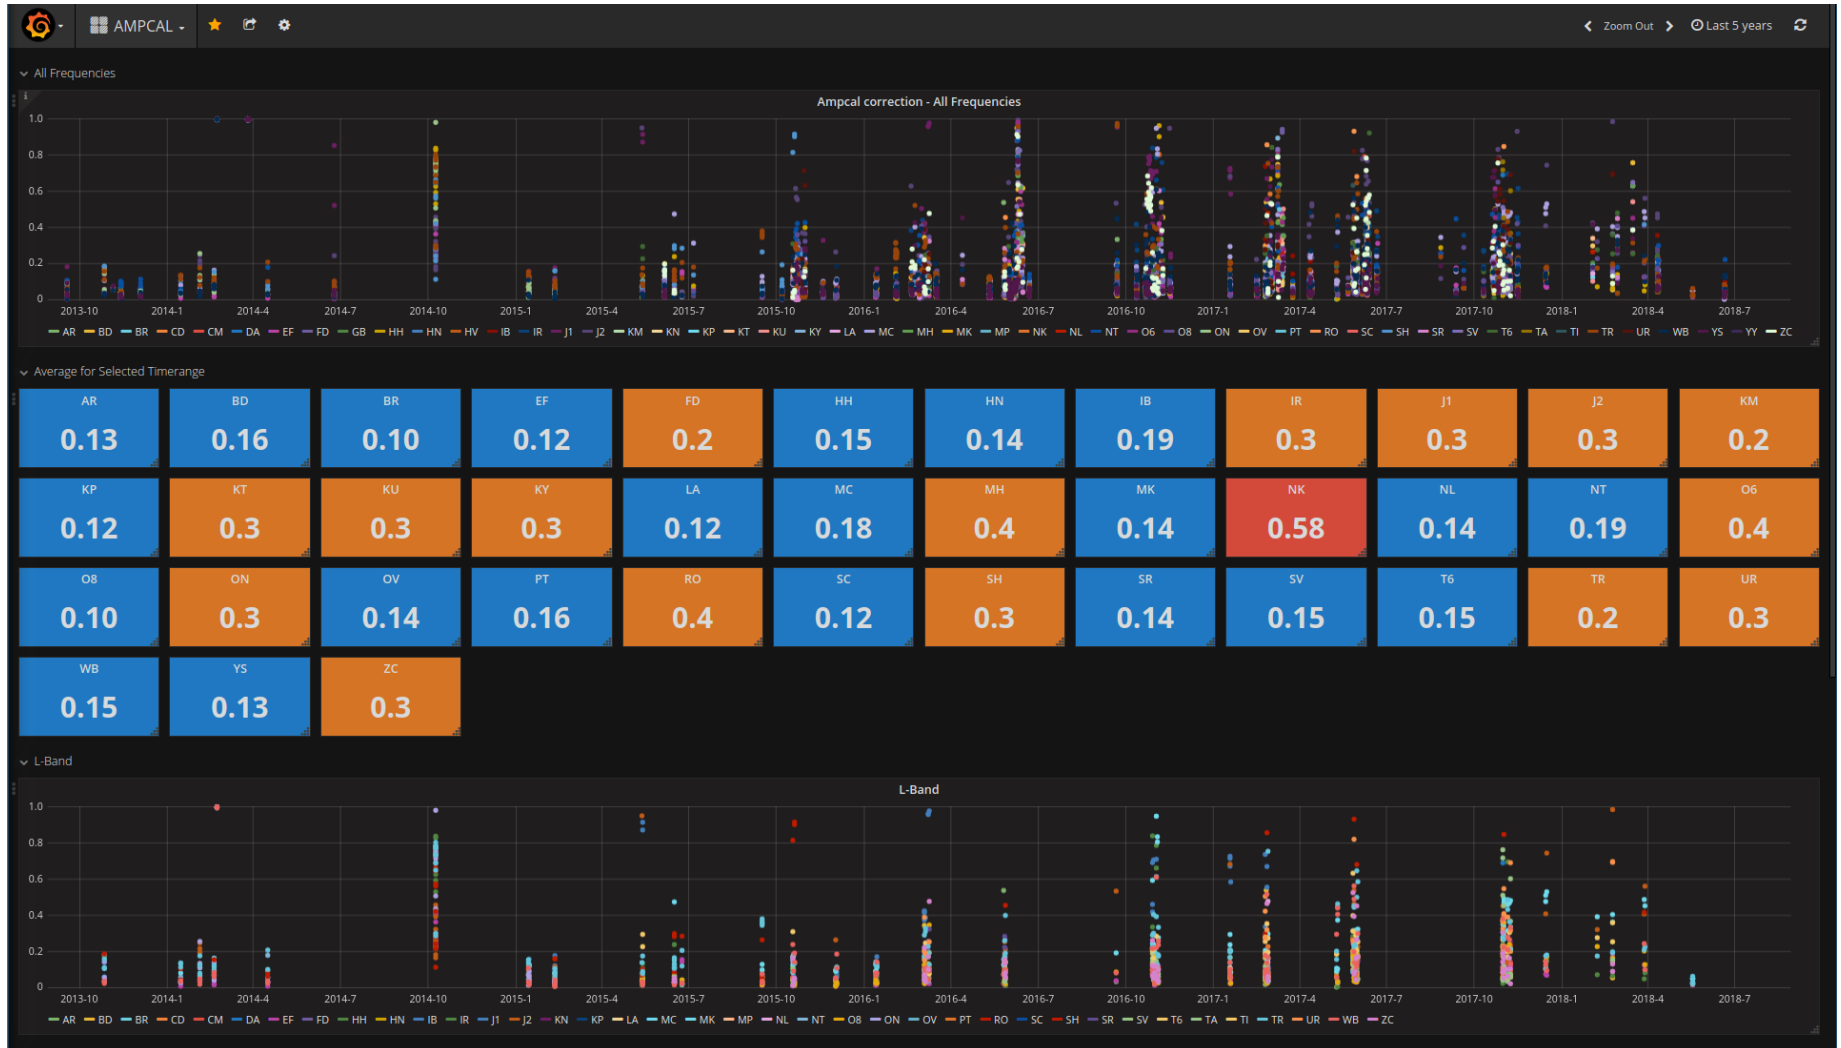 AMPCAL
Zoom Out Last 5 years
All Frequencies
Ampcal correction - All Frequencies
1.0
0.8
0.6
0.4
0.2
0
2013-10 2014-1 2014-4 2014-7 2014-10 2015-1 2015-4 2015-7 2015-10 2016-1 2016-4 2016-7 2016-10 2017-1 2017-4 2017-7 2017-10 2018-1 2018-4 2018-7
AR BD BR CD CM DA EF FD GB HH HN HV IB IR J1 J2 KM KN KP KT KU KY LA MC MH MK MP NK NL NT O6 O8 ON OV PT RO SC SH SR SV T6 TA TI TR UR WB YS YY ZC
Average for Selected Timerange
AR BD BR EF FD HH HN IB IR J1 J2 KM
0.13 0.16 0.10 0.12 0.2 0.15 0.14 0.19 0.3 0.3 0.3 0.2
KP KT KU KY LA MC MH MK NK NL NT O6
0.12 0.3 0.3 0.3 0.12 0.18 0.4 0.14 0.58 0.14 0.19 0.4
O8 ON OV PT RO SC SH SR SV T6 TR UR
0.10 0.3 0.14 0.16 0.4 0.12 0.3 0.14 0.15 0.15 0.2 0.3
WB YS ZC
0.15 0.13 0.3
L-Band
L-Band
1.0
0.8
0.6
0.4
0.2
0
2013-10 2014-1 2014-4 2014-7 2014-10 2015-1 2015-4 2015-7 2015-10 2016-1 2016-4 2016-7 2016-10 2017-1 2017-4 2017-7 2017-10 2018-1 2018-4 2018-7
AR BD BR CD CM DA EF FD HH HN IB IR J1 J2 KN KP LA MC MK MP NL NT O8 ON OV PT RO SC SH SR SV T6 TA TI TR UR WB ZC